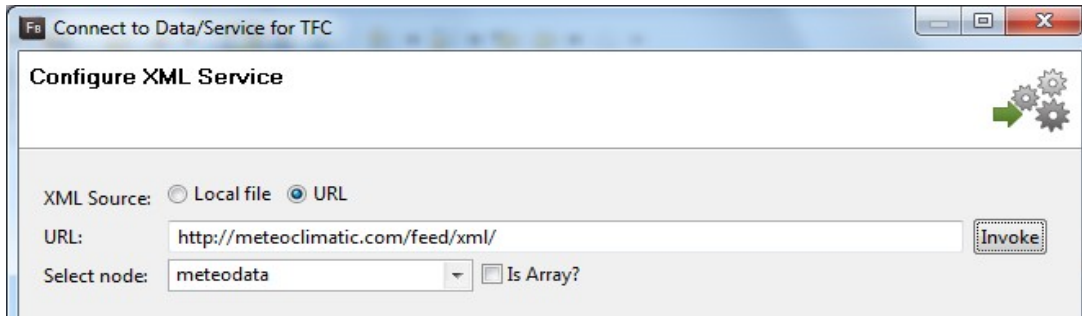 FB Connect to Data/Service for TFC
Configure XML Service
XML Source: Local file URL
URL: http://meteoclimatic.com/feed/xml/ Invoke
Select node: meteodata Is Array?